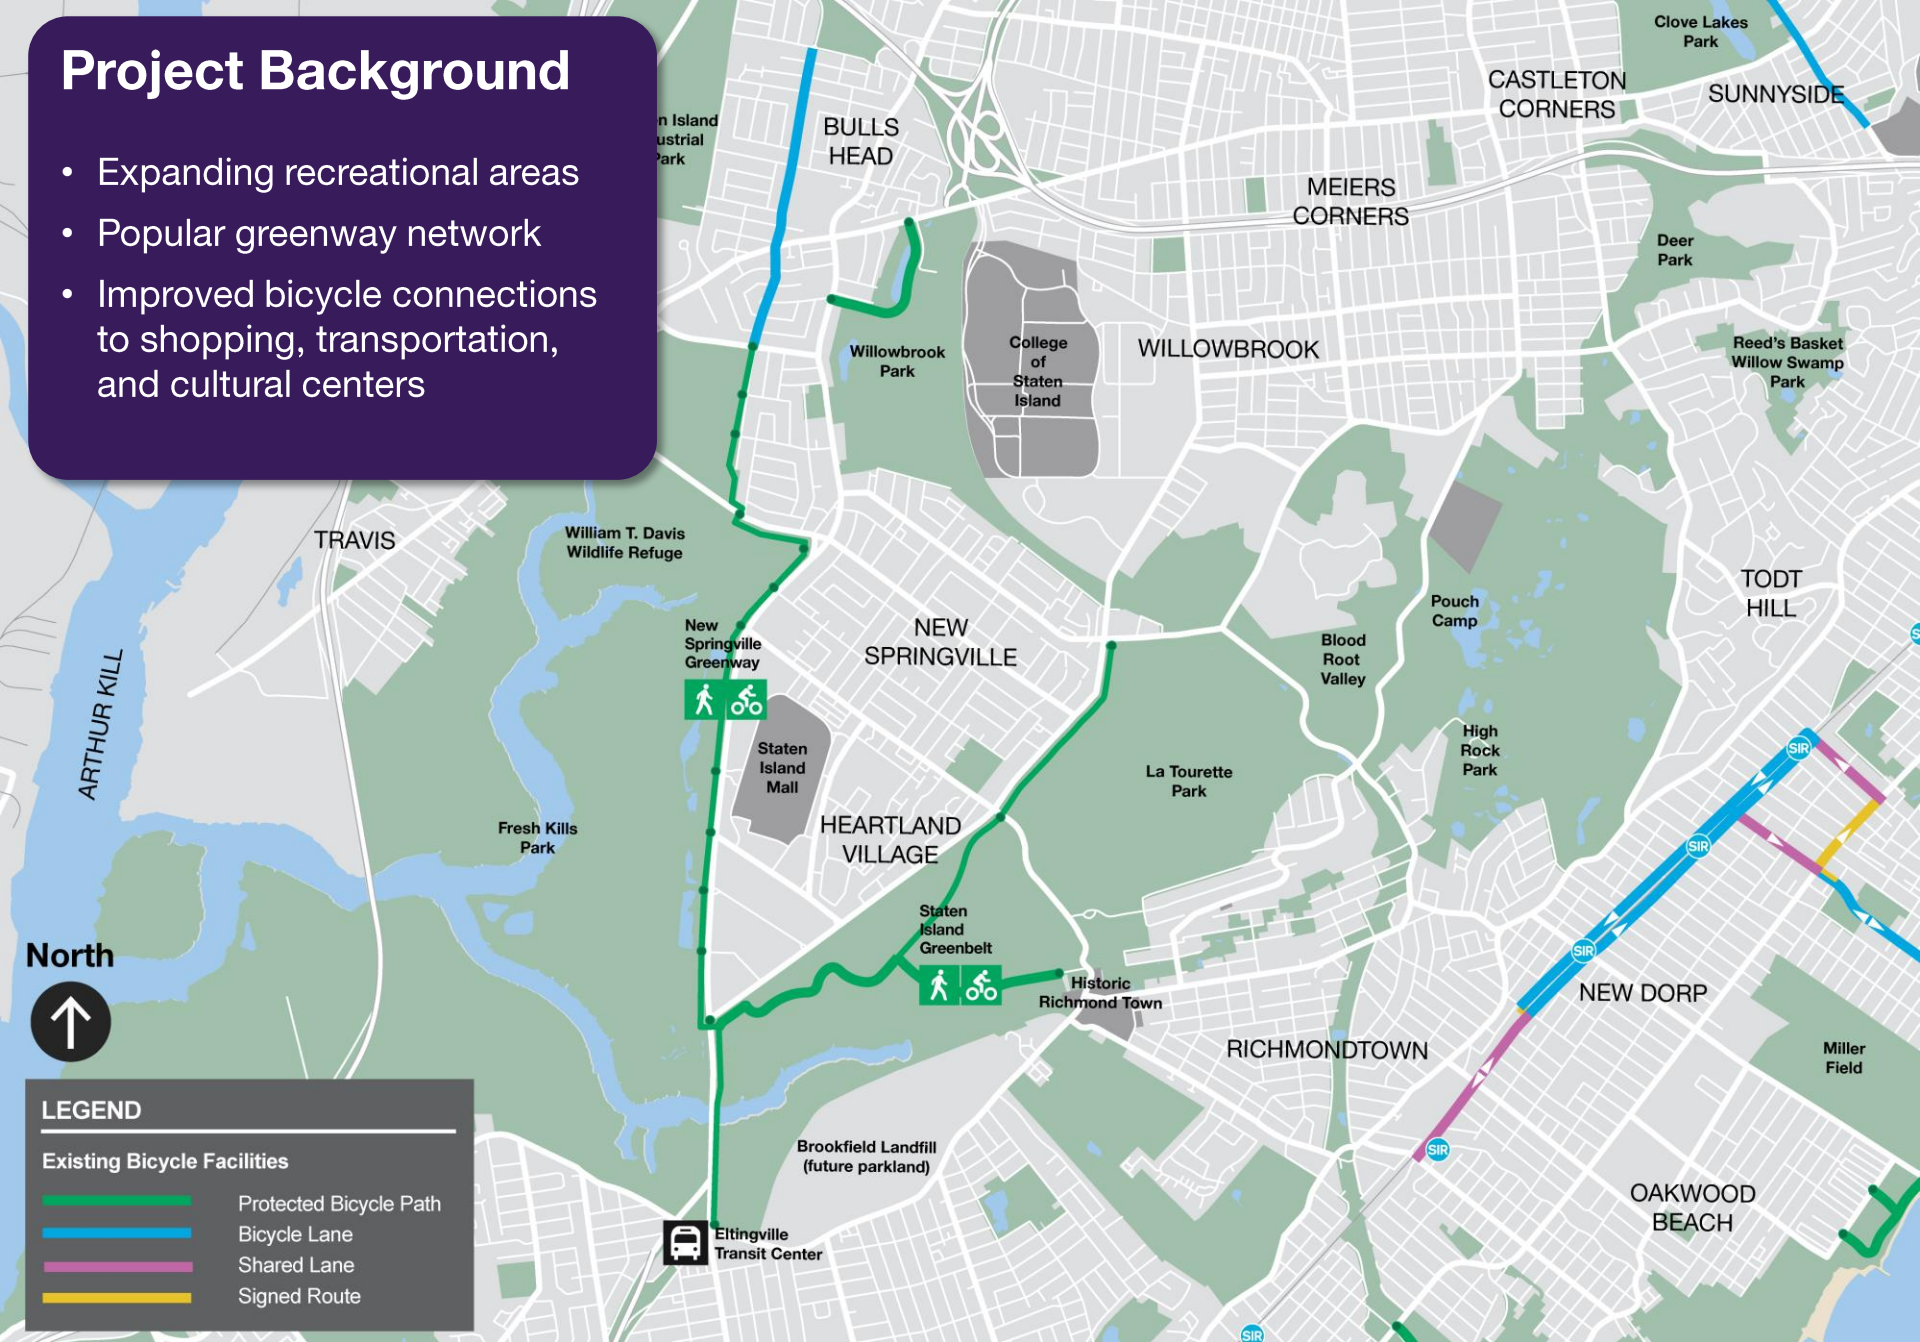 Project Background
• Expanding recreational areas
• Popular greenway network
• Improved bicycle connections
to shopping, transportation,
and cultural centers
Clove Lakes
Park
CASTLETON
CORNERS
SUNNYSIDE
Island
Park
BULLS
HEAD
MEIERS
CORNERS
Deer
Park
Willowbrook
Park
College
of
Staten
Island
WILLOWBROOK
Reed's Basket
Willow Swamp
Park
TRAVIS
William T. Davis
Wildlife Refuge
ARTHUR KILL
New
Springville
Greenway
NEW
SPRINGVILLE
Pouch
Camp
Blood
Root
Valley
TODT
HILL
High
Rock
Park
SIR
Staten
Island
Mall
La Tourette
Park
Fresh Kills
Park
HEARTLAND
VILLAGE
SIR
Staten
Island
Greenbelt
SIR
North
Historic
Richmond Town
NEW DORP
RICHMONDTOWN
Miller
Field
Brookfield Landfill
(future parkland)
SIR
OAKWOOD
BEACH
Eltingville
Transit Center
SIR
LEGEND
Existing Bicycle Facilities
Protected Bicycle Path
Bicycle Lane
Shared Lane
Signed Route